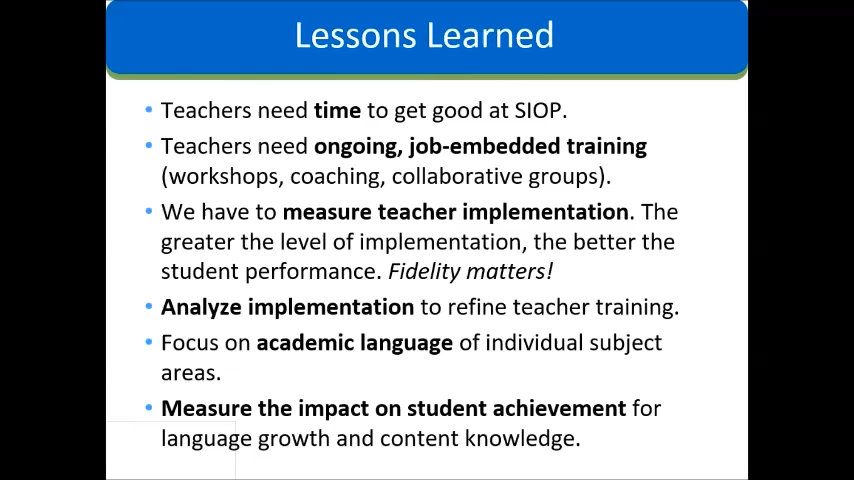 Lessons Learned
• Teachers need time to get good at SIOP.
• Teachers need ongoing, job-embedded training
(workshops, coaching, collaborative groups).
• We have to measure teacher implementation. The
greater the level of implementation, the better the
student performance. Fidelity matters!
• Analyze implementation to refine teacher training.
• Focus on academic language of individual subject
areas.
• Measure the impact on student achievement for
language growth and content knowledge.